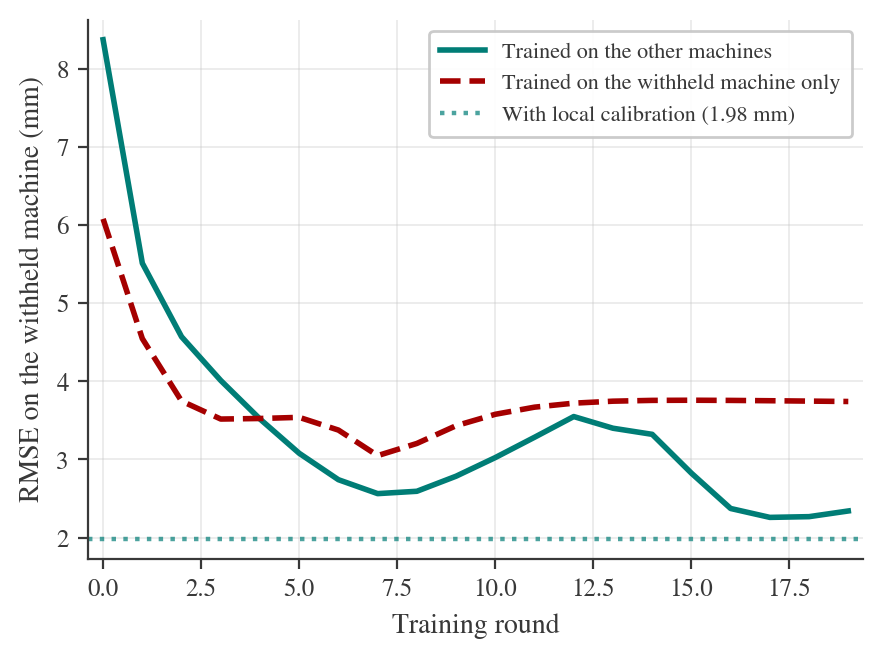 Trained on the other machines
Trained on the withheld machine only
With local calibration (1.98 mm)
RMSE on the withheld machine (mm)
8
7
6
5
4
3
2
0.0 2.5 5.0 7.5 10.0 12.5 15.0 17.5
Training round